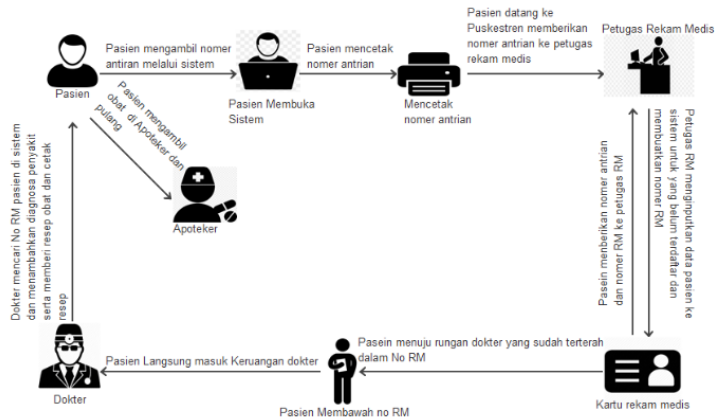 Pasien mengambil nomer
antiran melalui sistem
Pasien
Pasien Membuka
Sistem
Pasien mencetak
nomer antrian
Mencetak
nomer antrian
Pasien datang ke
Puskestren memberikan
nomer antrian ke petugas
rekam medis
Petugas Rekam Medis
Pasien mengambil
obat di Apoteker dan
pulang
Apoteker
Petugas RM menginputkan data pasien ke
sistem untuk yang belum terdaftar dan
membuatkan nomer RM
Pasein menberikan nomer antrian
dan nomer RM ke petugas RM
Kartu rekam medis
Pasein menuju rungan dokter yang sudah terterah
dalam No RM
Pasien Membawah no RM
Pasien Langsung masuk Keruangan dokter
Dokter
Dokter mencari No RM pasien di sistem
dan menambahkan diagnosa penyakit
serta memberi resep obat dan cetak
resep